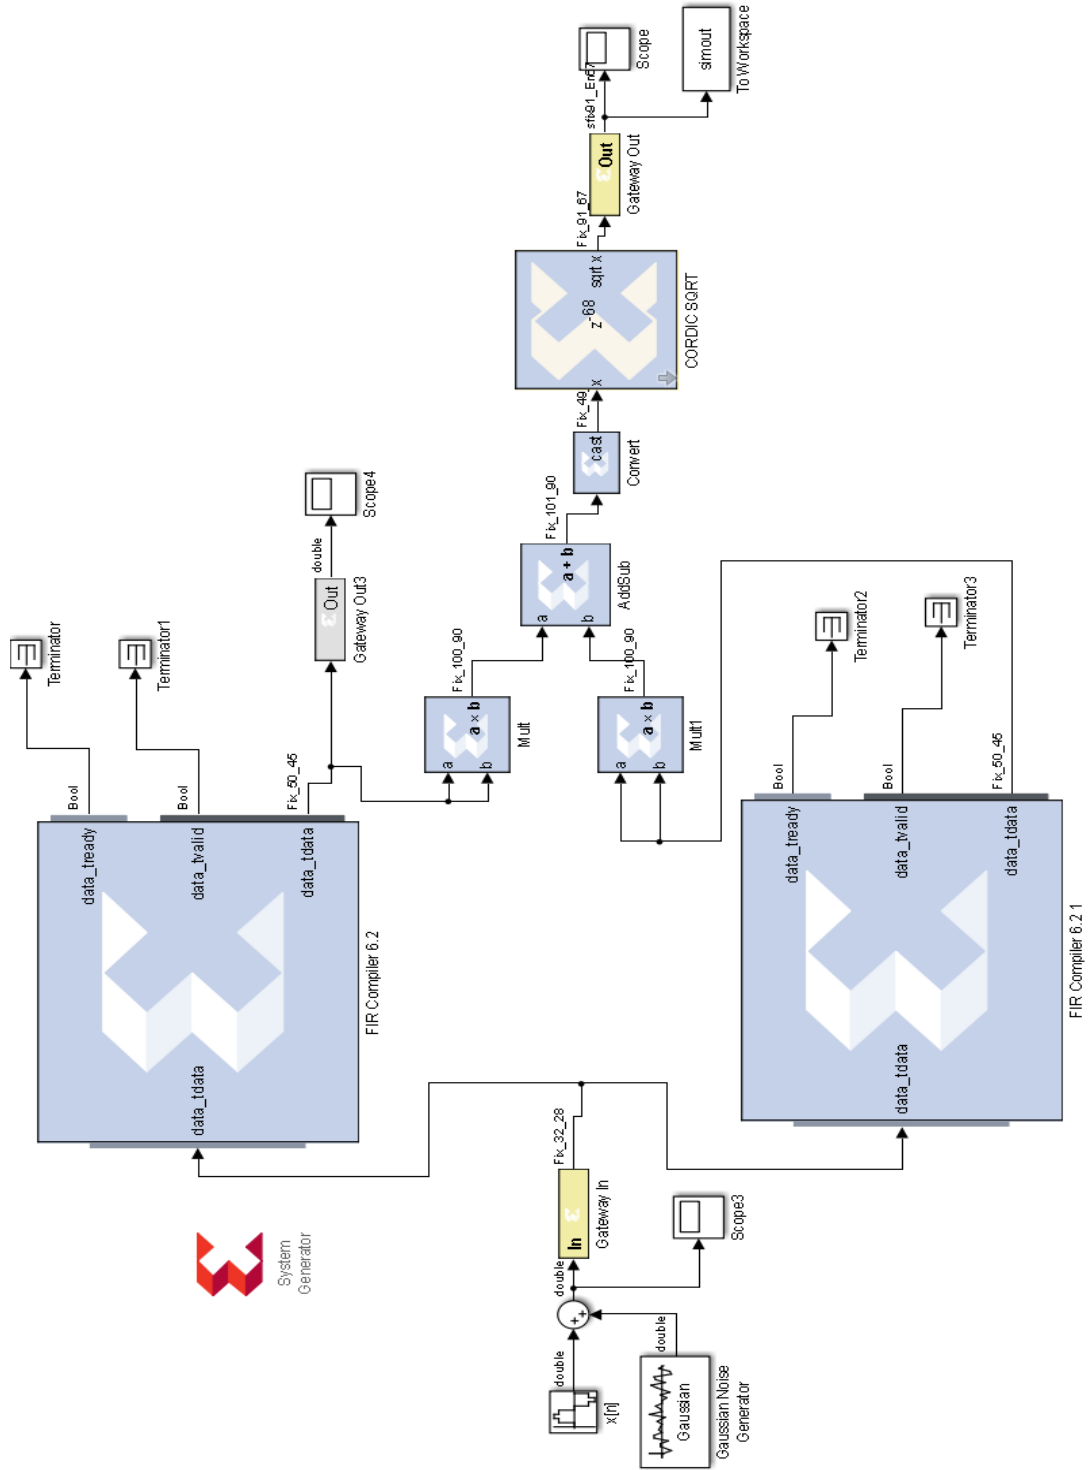 System
Generator
double
x[n]
Gaussian
Gaussian Noise
Generator
double
++
double
In
Gateway In
Scope3
Fix_32_28
data_tdata
data_tready
data_tvalid
data_tdata
FIR Compiler 6.2
Bool
Bool
Fix_50_45
Terminator
Terminator1
Out
Gateway Out3
double
Scope4
data_tdata
data_tready
data_tvalid
data_tdata
FIR Compiler 6.2 1
Bool
Bool
Fix_50_45
Terminator2
Terminator3
a
b
a × b
Mult
Fix_100_90
a
b
a × b
Mult1
Fix_100_90
a
b
a + b
AddSub
Fix_101_90
cast
Convert
Fix_49_
x
z-68
sqrt x
CORDIC SQRT
Fix_91_67
Out
Gateway Out
sfix91_En67
Scope
simout
To Workspace